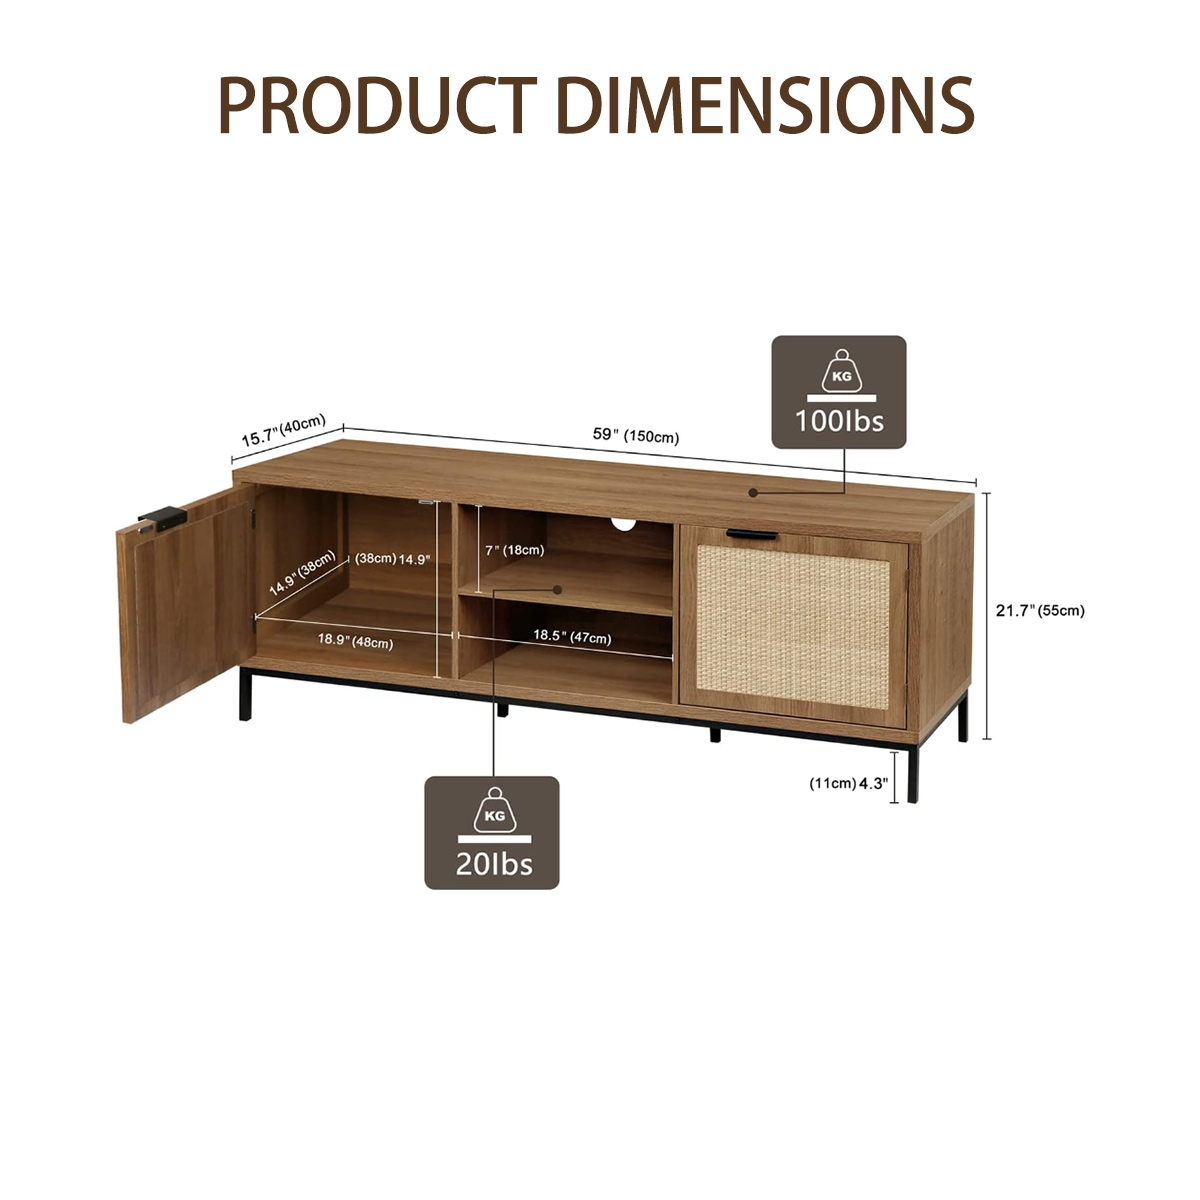 PRODUCT DIMENSIONS
KG
100lbs
15.7"(40cm)
59" (150cm)
7" (18cm)
(38cm)14.9"
14.9"(38cm)
21.7"(55cm)
18.9"(48cm)
18.5"(47cm)
(11cm)4.3"
KG
20lbs